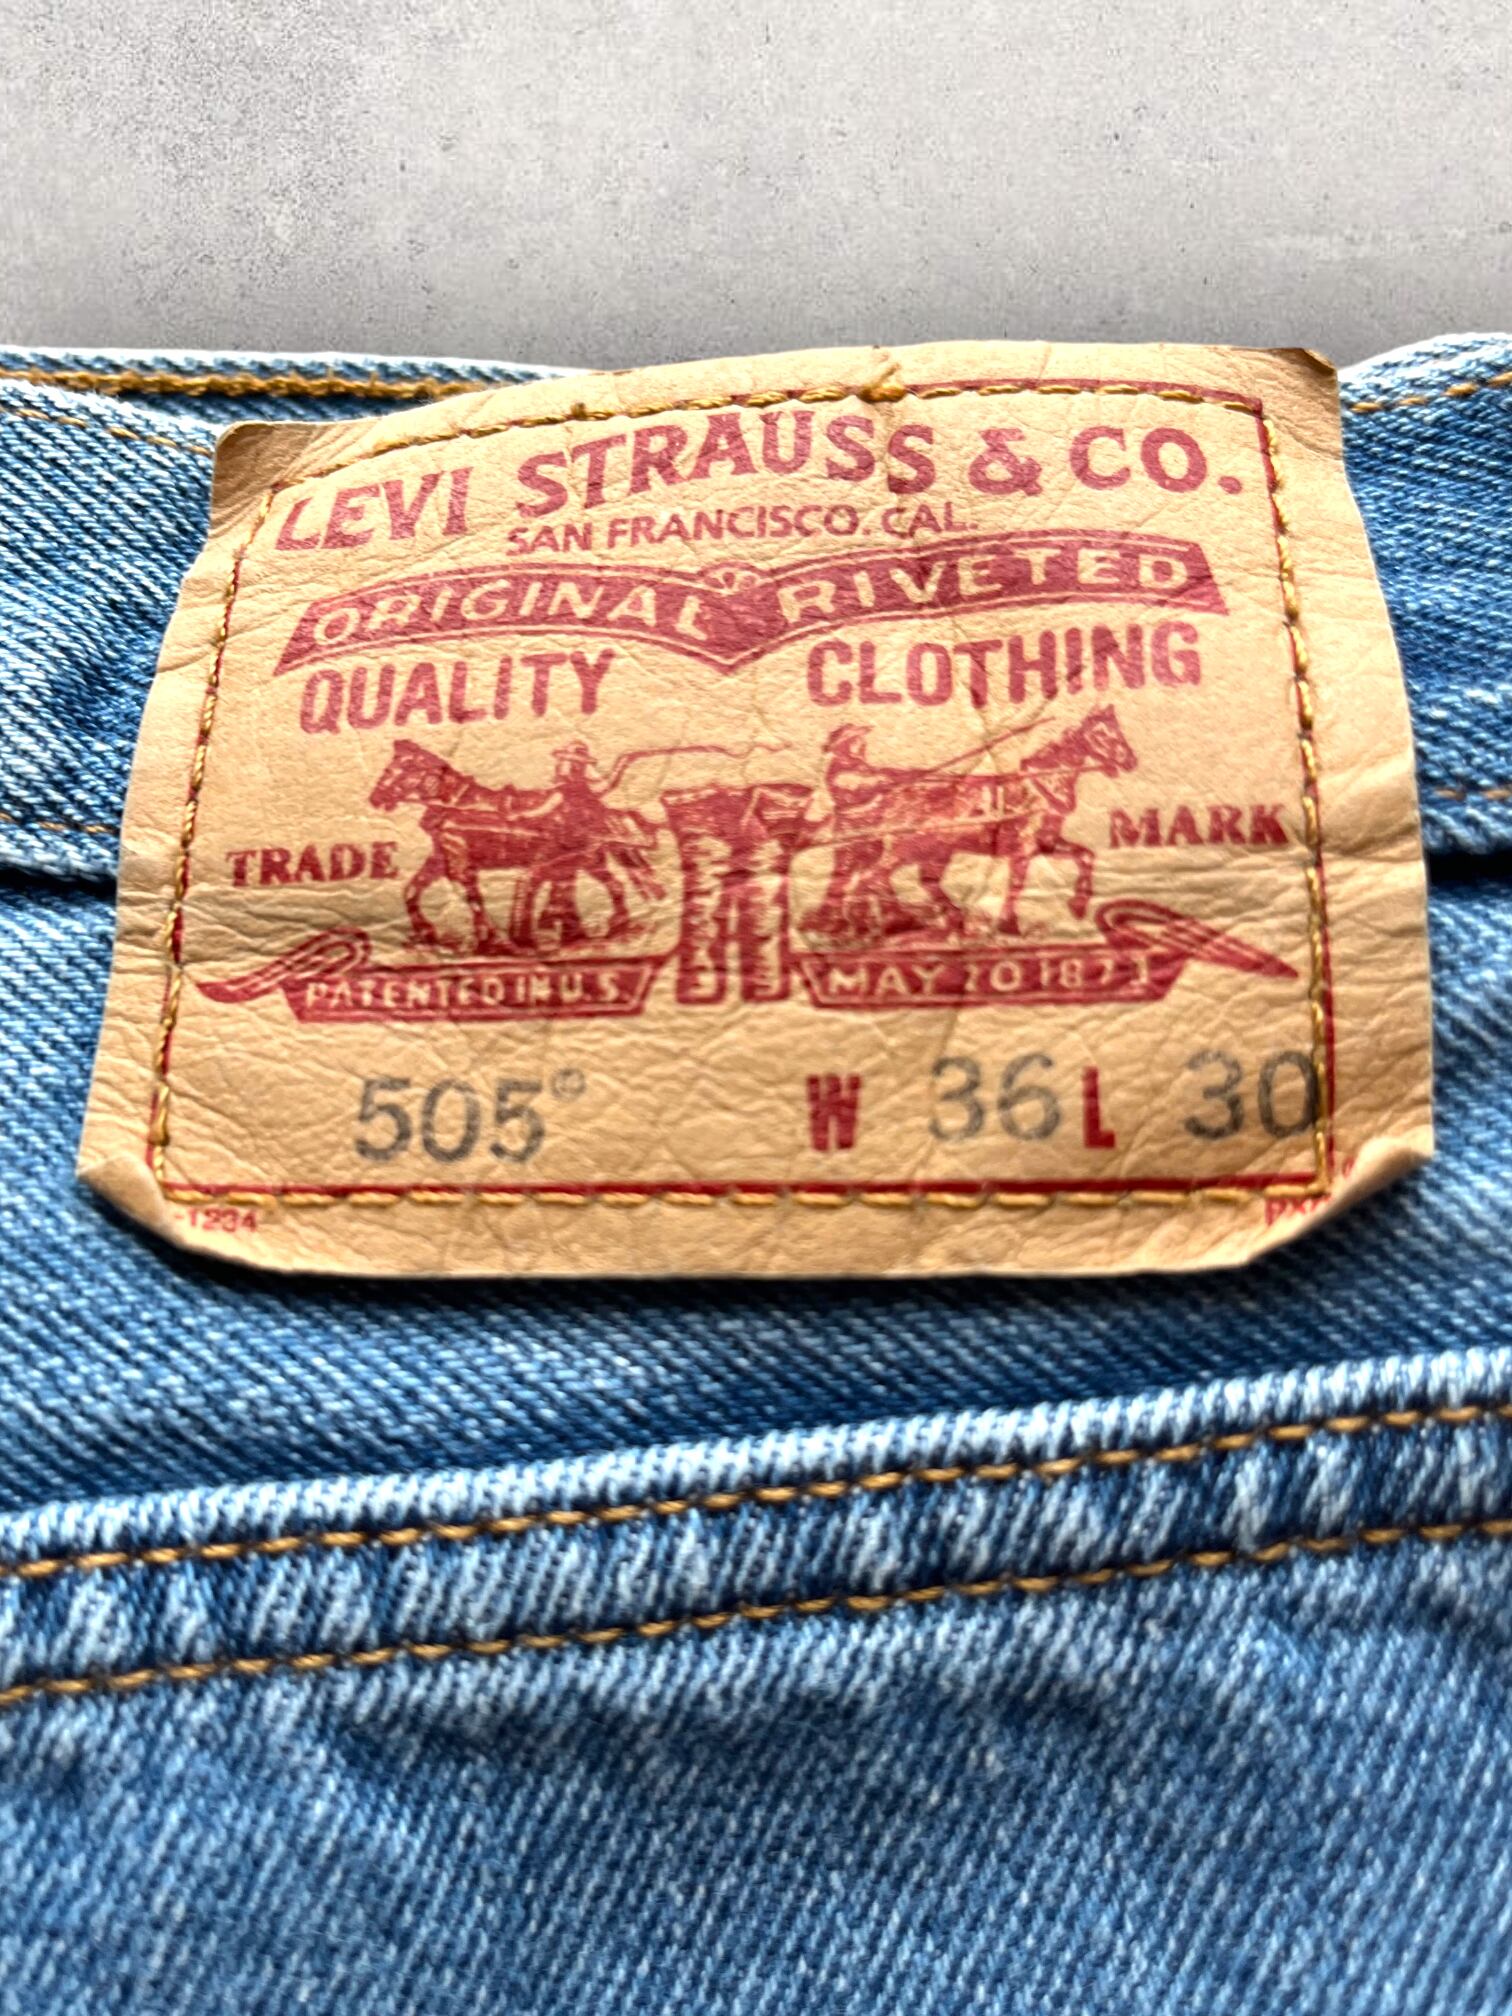 LEVI STRAUSS & CO.
SAN FRANCISCO. CAL.
ORIGINAL RIVETED
QUALITY CLOTHING
TRADE MARK
PATENTED IN U.S. MAY 20 1873
505® W 36 L 30
-1234